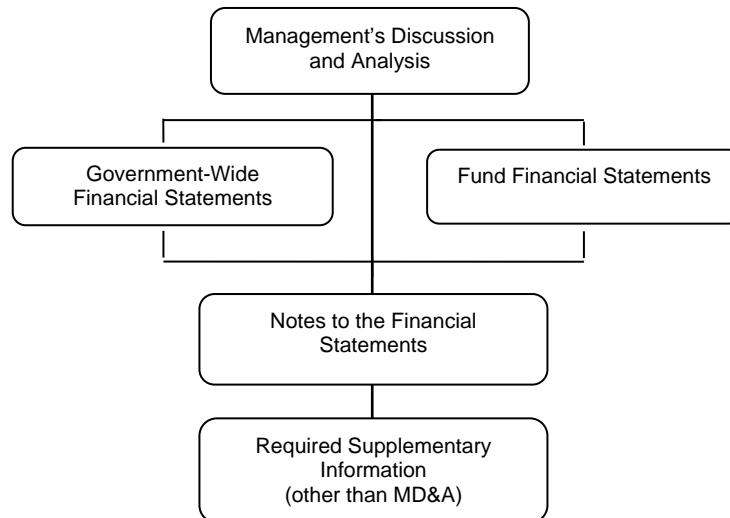 Management’s Discussion
and Analysis
Government-Wide
Financial Statements
Fund Financial Statements
Notes to the Financial
Statements
Required Supplementary
Information
(other than MD&A)